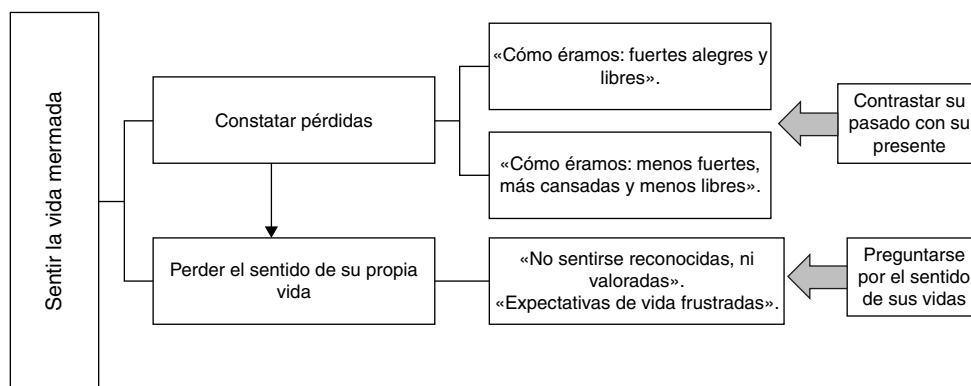 Sentir la vida mermada
Constatar pérdidas
«Cómo éramos: fuertes alegres y
libres».
«Cómo éramos: menos fuertes,
más cansadas y menos libres».
Contrastar su
pasado con su
presente
Perder el sentido de su propia
vida
«No sentirse reconocidas, ni
valoradas».
«Expectativas de vida frustradas».
Preguntarse
por el sentido
de sus vidas